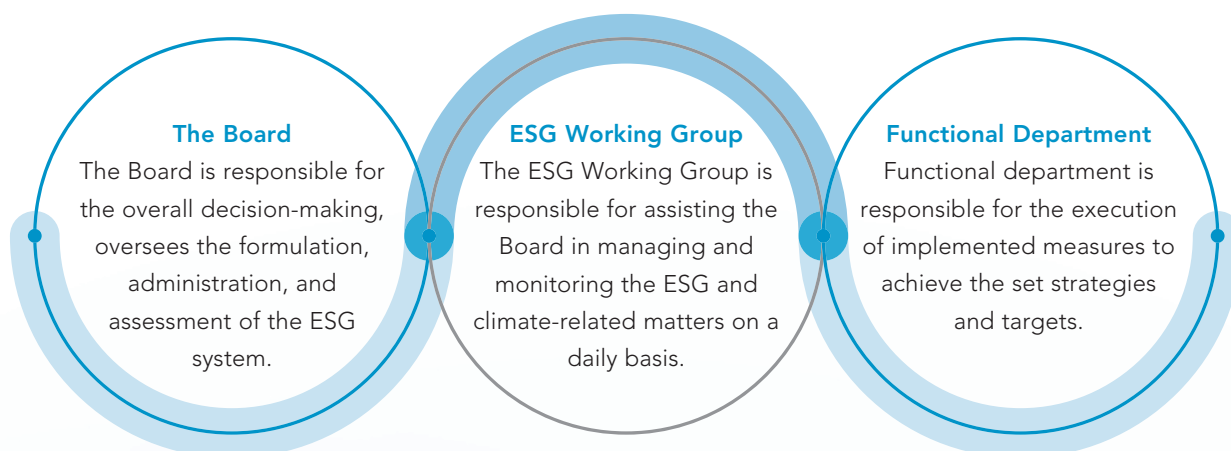 The Board
The Board is responsible for
the overall decision-making,
oversees the formulation,
administration, and
assessment of the ESG
system.
ESG Working Group
The ESG Working Group is
responsible for assisting the
Board in managing and
monitoring the ESG and
climate-related matters on a
daily basis.
Functional Department
Functional department is
responsible for the execution
of implemented measures to
achieve the set strategies
and targets.